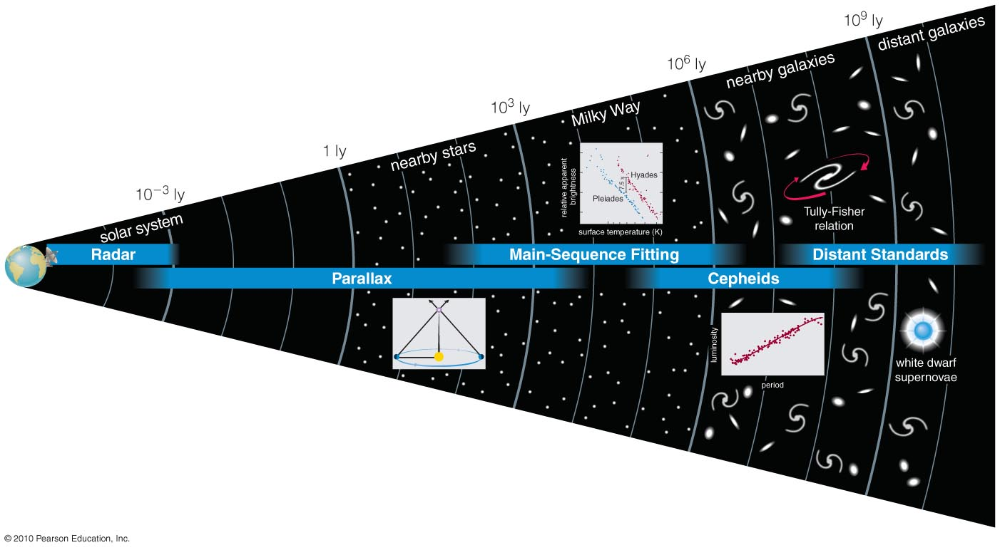 10⁹ ly
distant galaxies
10⁶ ly
nearby galaxies
10³ ly
Milky Way
1 ly
nearby stars
10⁻³ ly
solar system
relative apparent
brightness
Hyades
7.5 ×
Pleiades
surface temperature (K)
Tully-Fisher
relation
Radar
Main-Sequence Fitting
Distant Standards
Parallax
Cepheids
luminosity
period
white dwarf
supernovae
© 2010 Pearson Education, Inc.